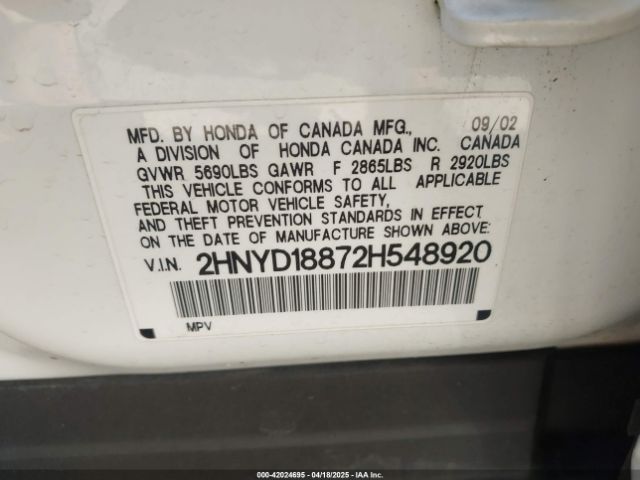 MFD. BY HONDA OF CANADA MFG., 09/02
A DIVISION OF HONDA CANADA INC. CANADA
GVWR 5690LBS GAWR F 2865LBS R 2920LBS
THIS VEHICLE CONFORMS TO ALL APPLICABLE
FEDERAL MOTOR VEHICLE SAFETY,
AND THEFT PREVENTION STANDARDS IN EFFECT
ON THE DATE OF MANUFACTURE SHOWN ABOVE:
V.I.N. 2HNYD18872H548920
MPV
000-42024695 - 04/18/2025 - IAA Inc.